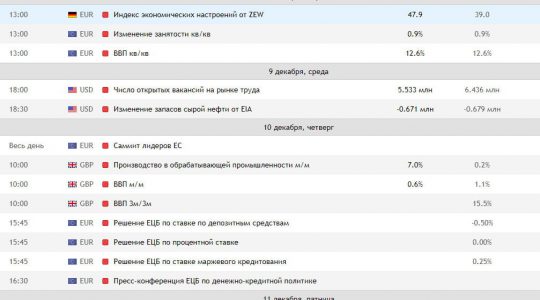 13:00 EUR Индекс экономических настроений от ZEW 47.9 39.0
13:00 EUR Изменение занятости кв/кв 0.9% 0.9%
13:00 EUR ВВП кв/кв 12.6% 12.6%
9 декабря, среда
18:00 USD Число открытых вакансий на рынке труда 5.533 млн 6.436 млн
18:30 USD Изменение запасов сырой нефти от EIA -0.671 млн -0.679 млн
10 декабря, четверг
Весь день EUR Саммит лидеров ЕС
10:00 GBP Производство в обрабатывающей промышленности м/м 7.0% 0.2%
10:00 GBP ВВП м/м 0.6% 1.1%
10:00 GBP ВВП 3м/3м 15.5%
15:45 EUR Решение ЕЦБ по ставке по депозитным средствам -0.50%
15:45 EUR Решение ЕЦБ по процентной ставке 0.00%
15:45 EUR Решение ЕЦБ по ставке маржевого кредитования 0.25%
16:30 EUR Пресс-конференция ЕЦБ по денежно-кредитной политике
11 декабря, пятница